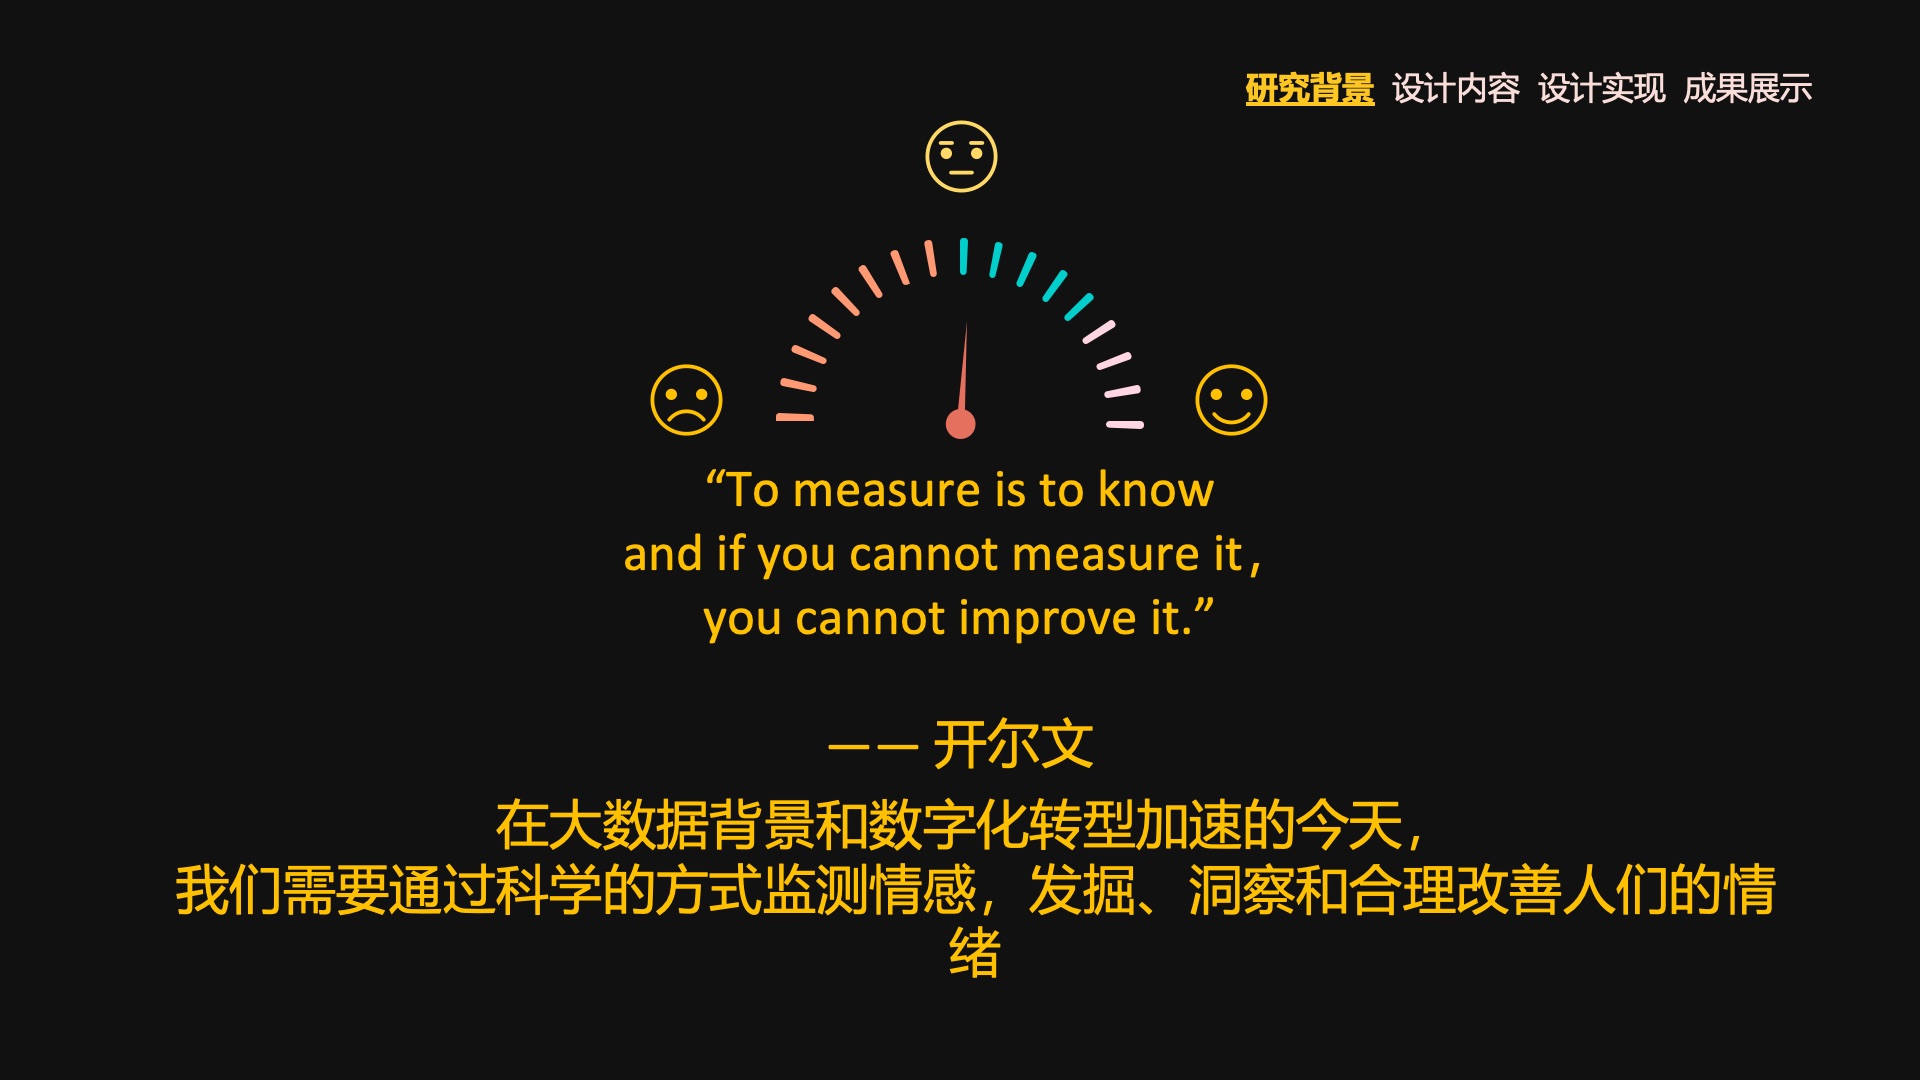 研究背景 设计内容 设计实现 成果展示
“To measure is to know
and if you cannot measure it,
you cannot improve it.”
—— 开尔文
在大数据背景和数字化转型加速的今天，
我们需要通过科学的方式监测情感，发掘、洞察和合理改善人们的情
绪